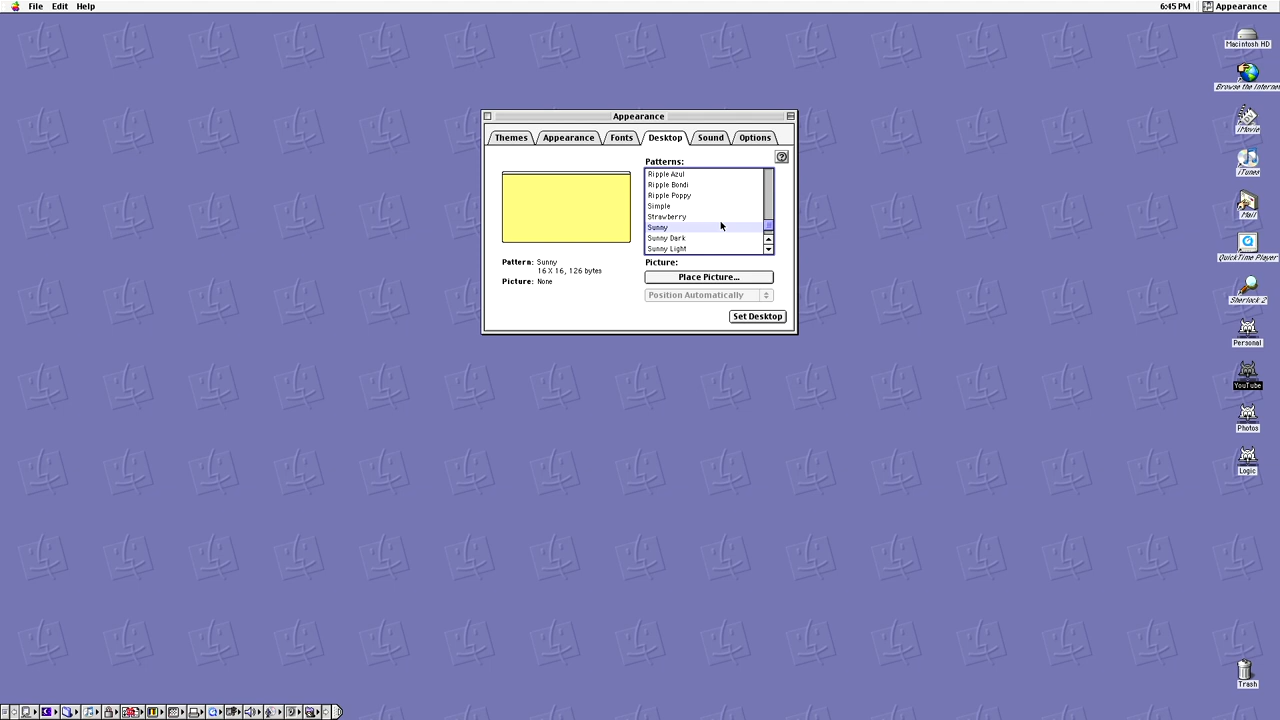 File Edit Help
6:45 PM Appearance
Macintosh HD
Browse the Internet
iMovie
iTunes
Mail
QuickTime Player
Sherlock 2
Personal
YouTube
Photos
Logic
Trash
Appearance
Themes Appearance Fonts Desktop Sound Options
Patterns:
Ripple Azul
Ripple Bondi
Ripple Poppy
Simple
Strawberry
Sunny
Sunny Dark
Sunny Light
Pattern: Sunny
16 X 16, 126 bytes
Picture: None
Picture:
Place Picture...
Position Automatically
Set Desktop